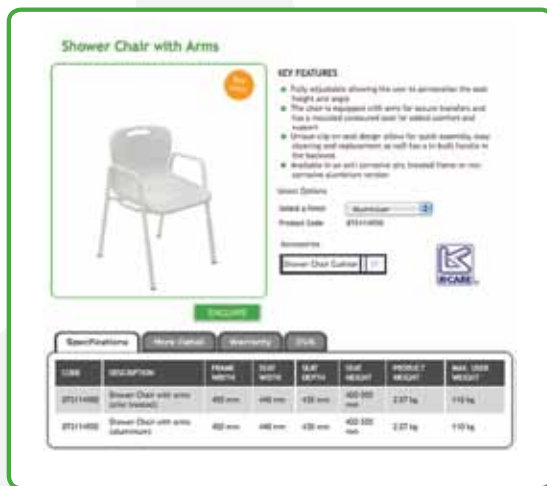 Shower Chair with Arms
KEY FEATURES
Fully adjustable allowing the user to personalise the seat
height and angle
The chair is equipped with arms for secure transfers and
has a moulded contoured seat for added comfort and
support
Unique clip on seat design allows for quick assembly, easy
cleaning and replacement as well has a in built handle in
the backrest
Available in an anti corrosive zinc treated frame or non
corrosive aluminium version
Select Options
Select a finish Aluminium
Product Code
Accessories
Shower Chair Cushion
K CARE
ENQUIRE
Specifications More Detail Warranty DVA
CODE DESCRIPTION FRAME WIDTH SEAT WIDTH SEAT DEPTH SEAT HEIGHT PRODUCT WEIGHT MAX. USER WEIGHT
Shower Chair with arms (zinc treated) 110 kg
Shower Chair with arms (aluminium) 110 kg